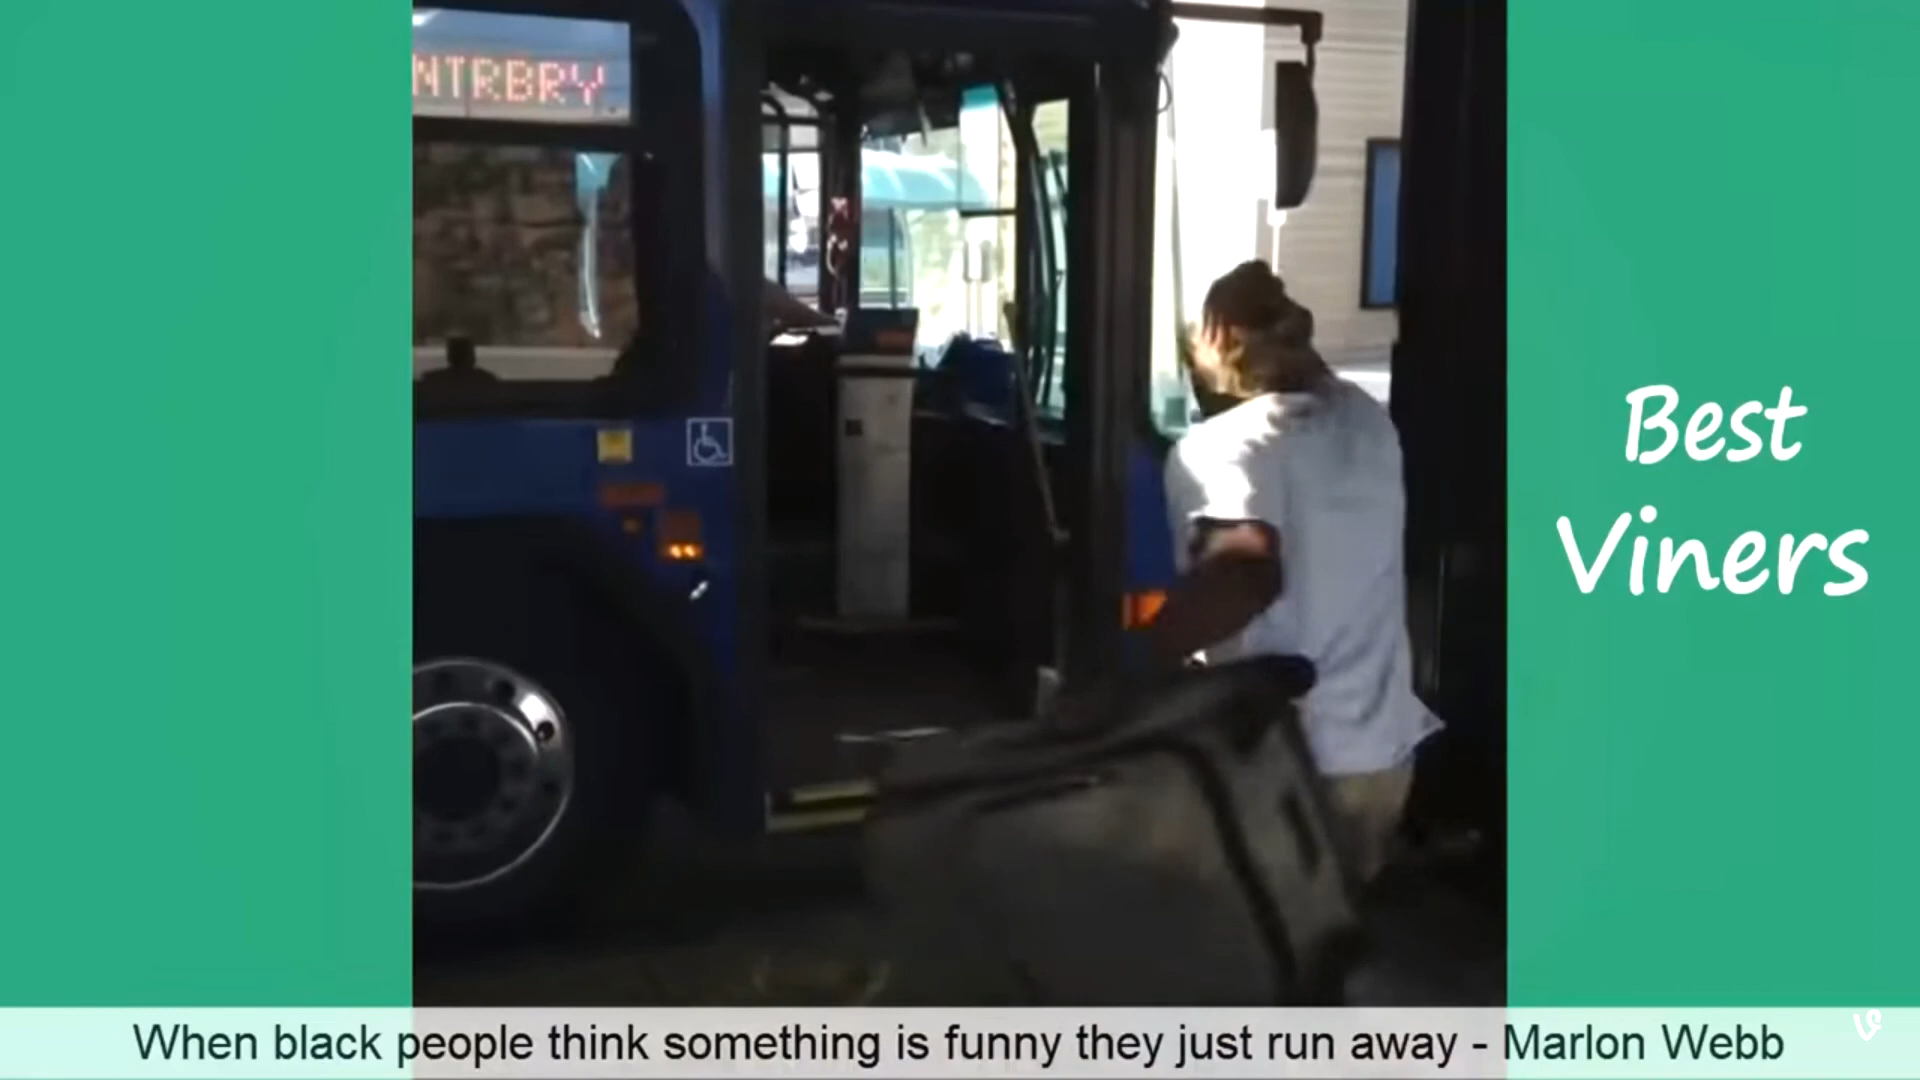 NTRBRY
Best
Viners
When black people think something is funny they just run away - Marlon Webb